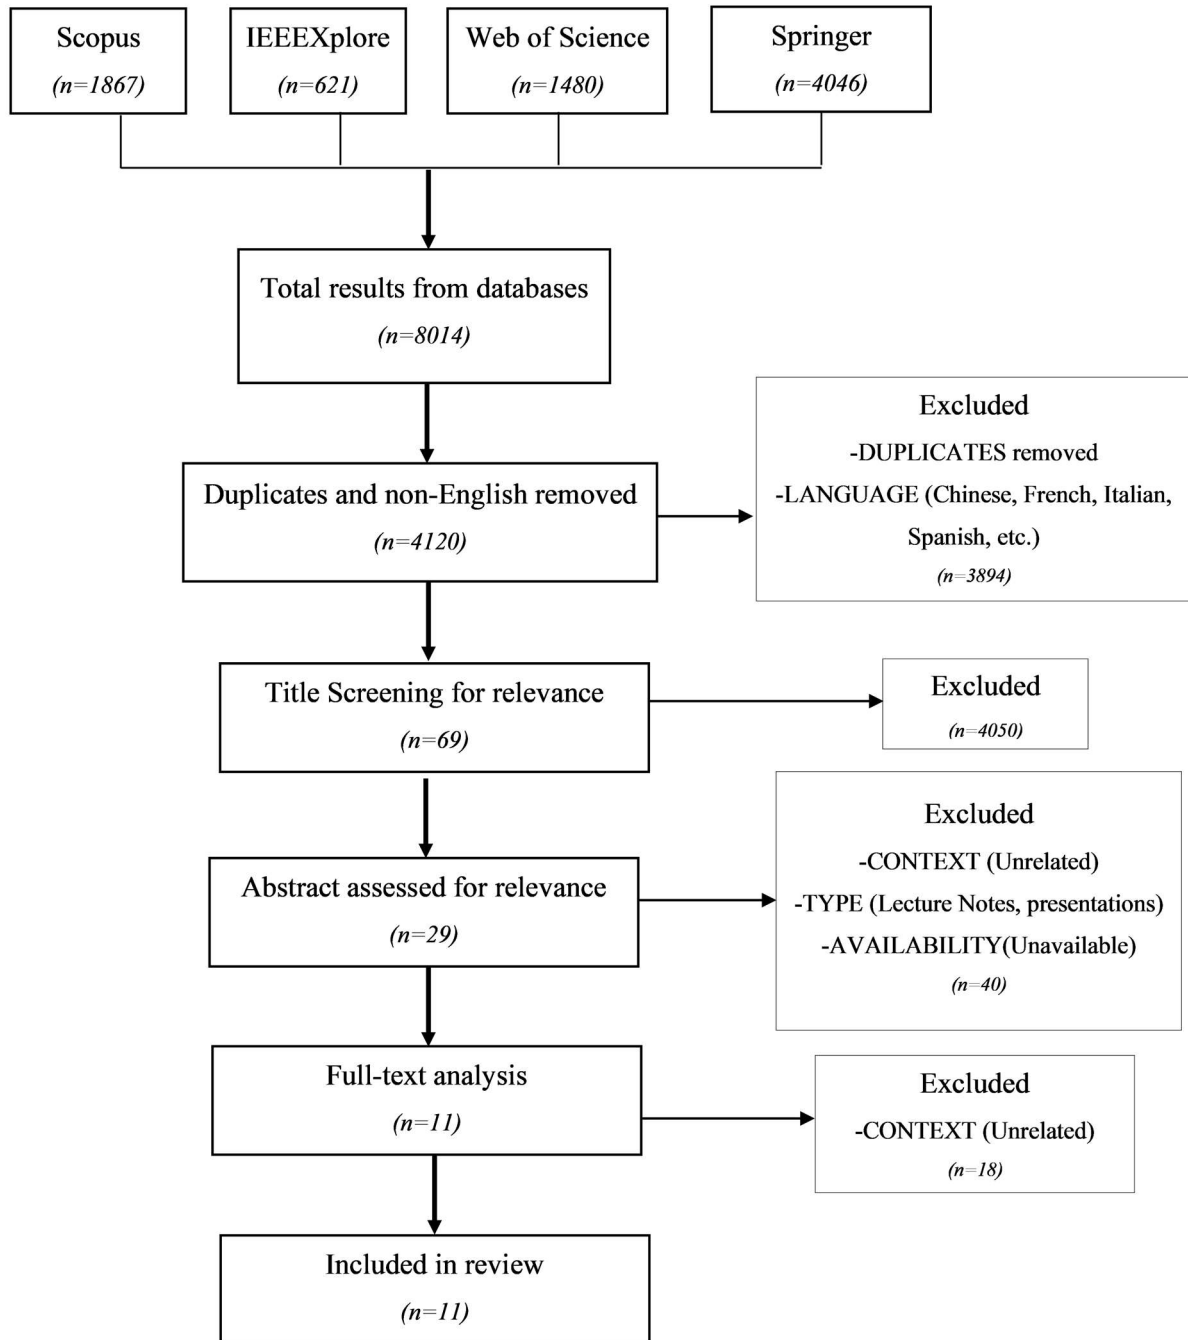 Scopus
(n=1867)
IEEEXplore
(n=621)
Web of Science
(n=1480)
Springer
(n=4046)
Total results from databases
(n=8014)
Duplicates and non-English removed
(n=4120)
Excluded
-DUPLICATES removed
-LANGUAGE (Chinese, French, Italian,
Spanish, etc.)
(n=3894)
Title Screening for relevance
(n=69)
Excluded
(n=4050)
Abstract assessed for relevance
(n=29)
Excluded
-CONTEXT (Unrelated)
-TYPE (Lecture Notes, presentations)
-AVAILABILITY(Unavailable)
(n=40)
Full-text analysis
(n=11)
Excluded
-CONTEXT (Unrelated)
(n=18)
Included in review
(n=11)